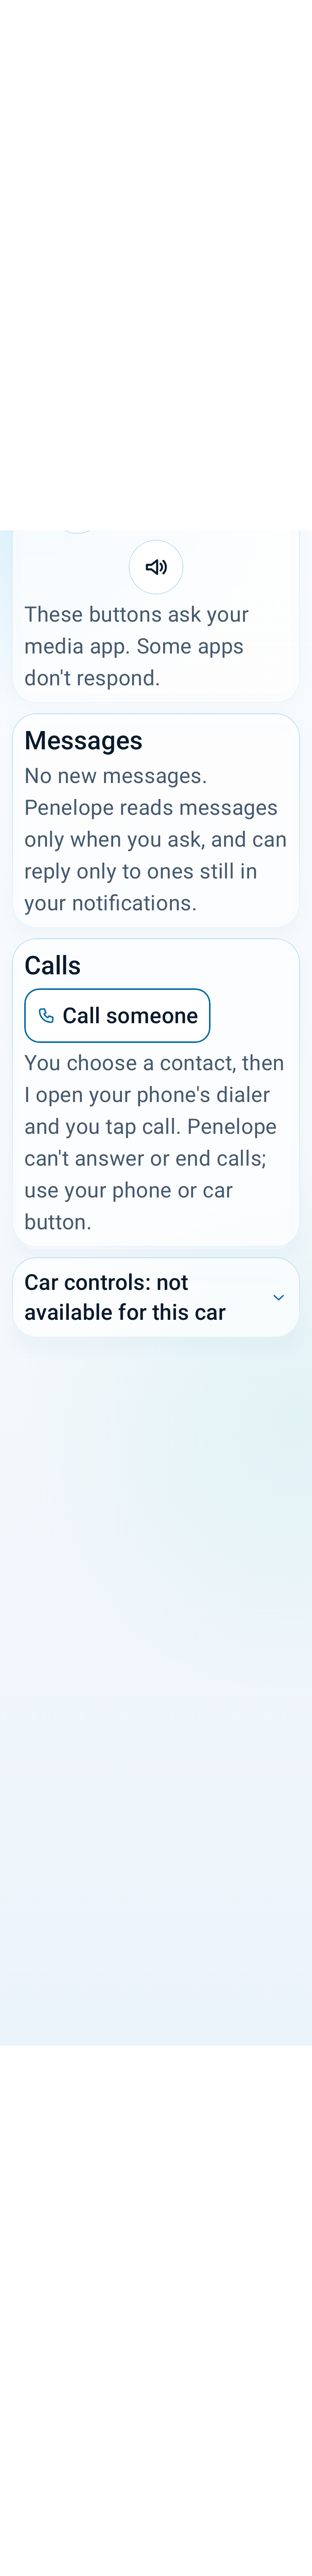 These buttons ask your
media app. Some apps
don't respond.
Messages
No new messages.
Penelope reads messages
only when you ask, and can
reply only to ones still in
your notifications.
Calls
Call someone
You choose a contact, then
I open your phone's dialer
and you tap call. Penelope
can't answer or end calls;
use your phone or car
button.
Car controls: not
available for this car